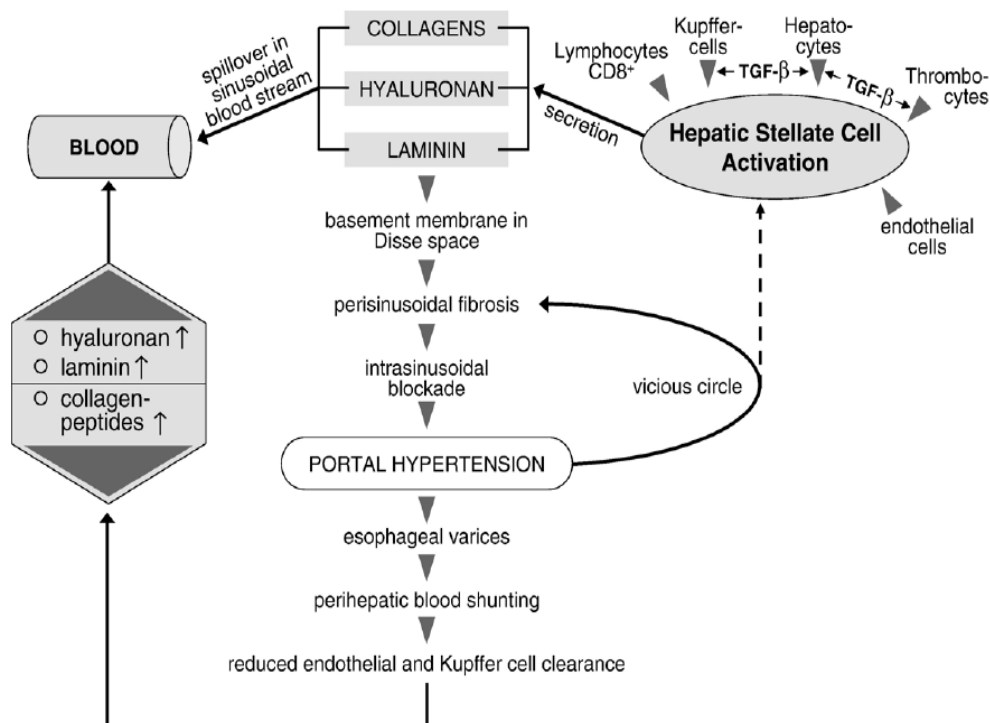 COLLAGENS
HYALURONAN
LAMININ
spillover in
sinusoidal
blood stream
BLOOD
secretion
Lymphocytes
CD8+
Kupffer-
cells
TGF-β
Hepato-
cytes
TGF-β
Thrombo-
cytes
Hepatic Stellate Cell
Activation
endothelial
cells
basement membrane in
Disse space
perisinusoidal fibrosis
intrasinusoidal
blockade
vicious circle
PORTAL HYPERTENSION
esophageal varices
perihepatic blood shunting
reduced endothelial and Kupffer cell clearance
hyaluronan ↑
laminin ↑
collagen-
peptides ↑